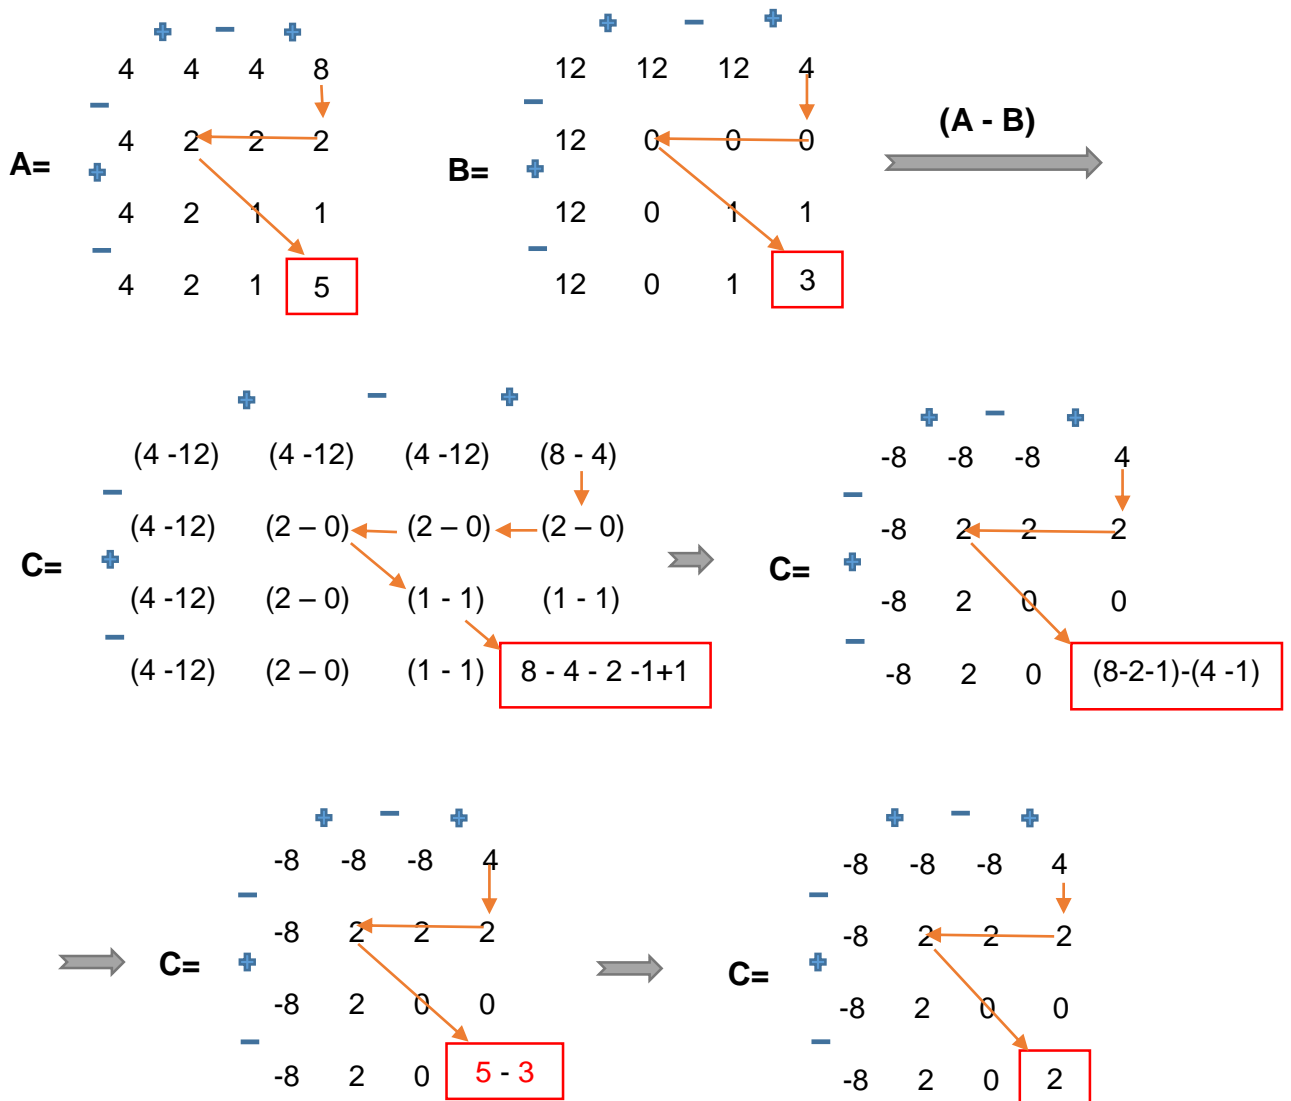 + − + + − +
4 4 4 8 12 12 12 4
− −
(A - B)
4 2 2 2 12 0 0 0
A= + B= +
4 2 1 1 12 0 1 1
− −
4 2 1 5 12 0 1 3
+ − + + − +
(4 -12) (4 -12) (4 -12) (8 - 4) -8 -8 -8 4
− −
(4 -12) (2 – 0) (2 – 0) (2 – 0) -8 2 2 2
C= + C= +
(4 -12) (2 – 0) (1 - 1) (1 - 1) -8 2 0 0
− −
(4 -12) (2 – 0) (1 - 1) 8 - 4 - 2 -1+1 -8 2 0 (8-2-1)-(4 -1)
+ − + + − +
-8 -8 -8 4 -8 -8 -8 4
− −
-8 2 2 2 -8 2 2 2
C= + C= +
-8 2 0 0 -8 2 0 0
− −
-8 2 0 5 - 3 -8 2 0 2